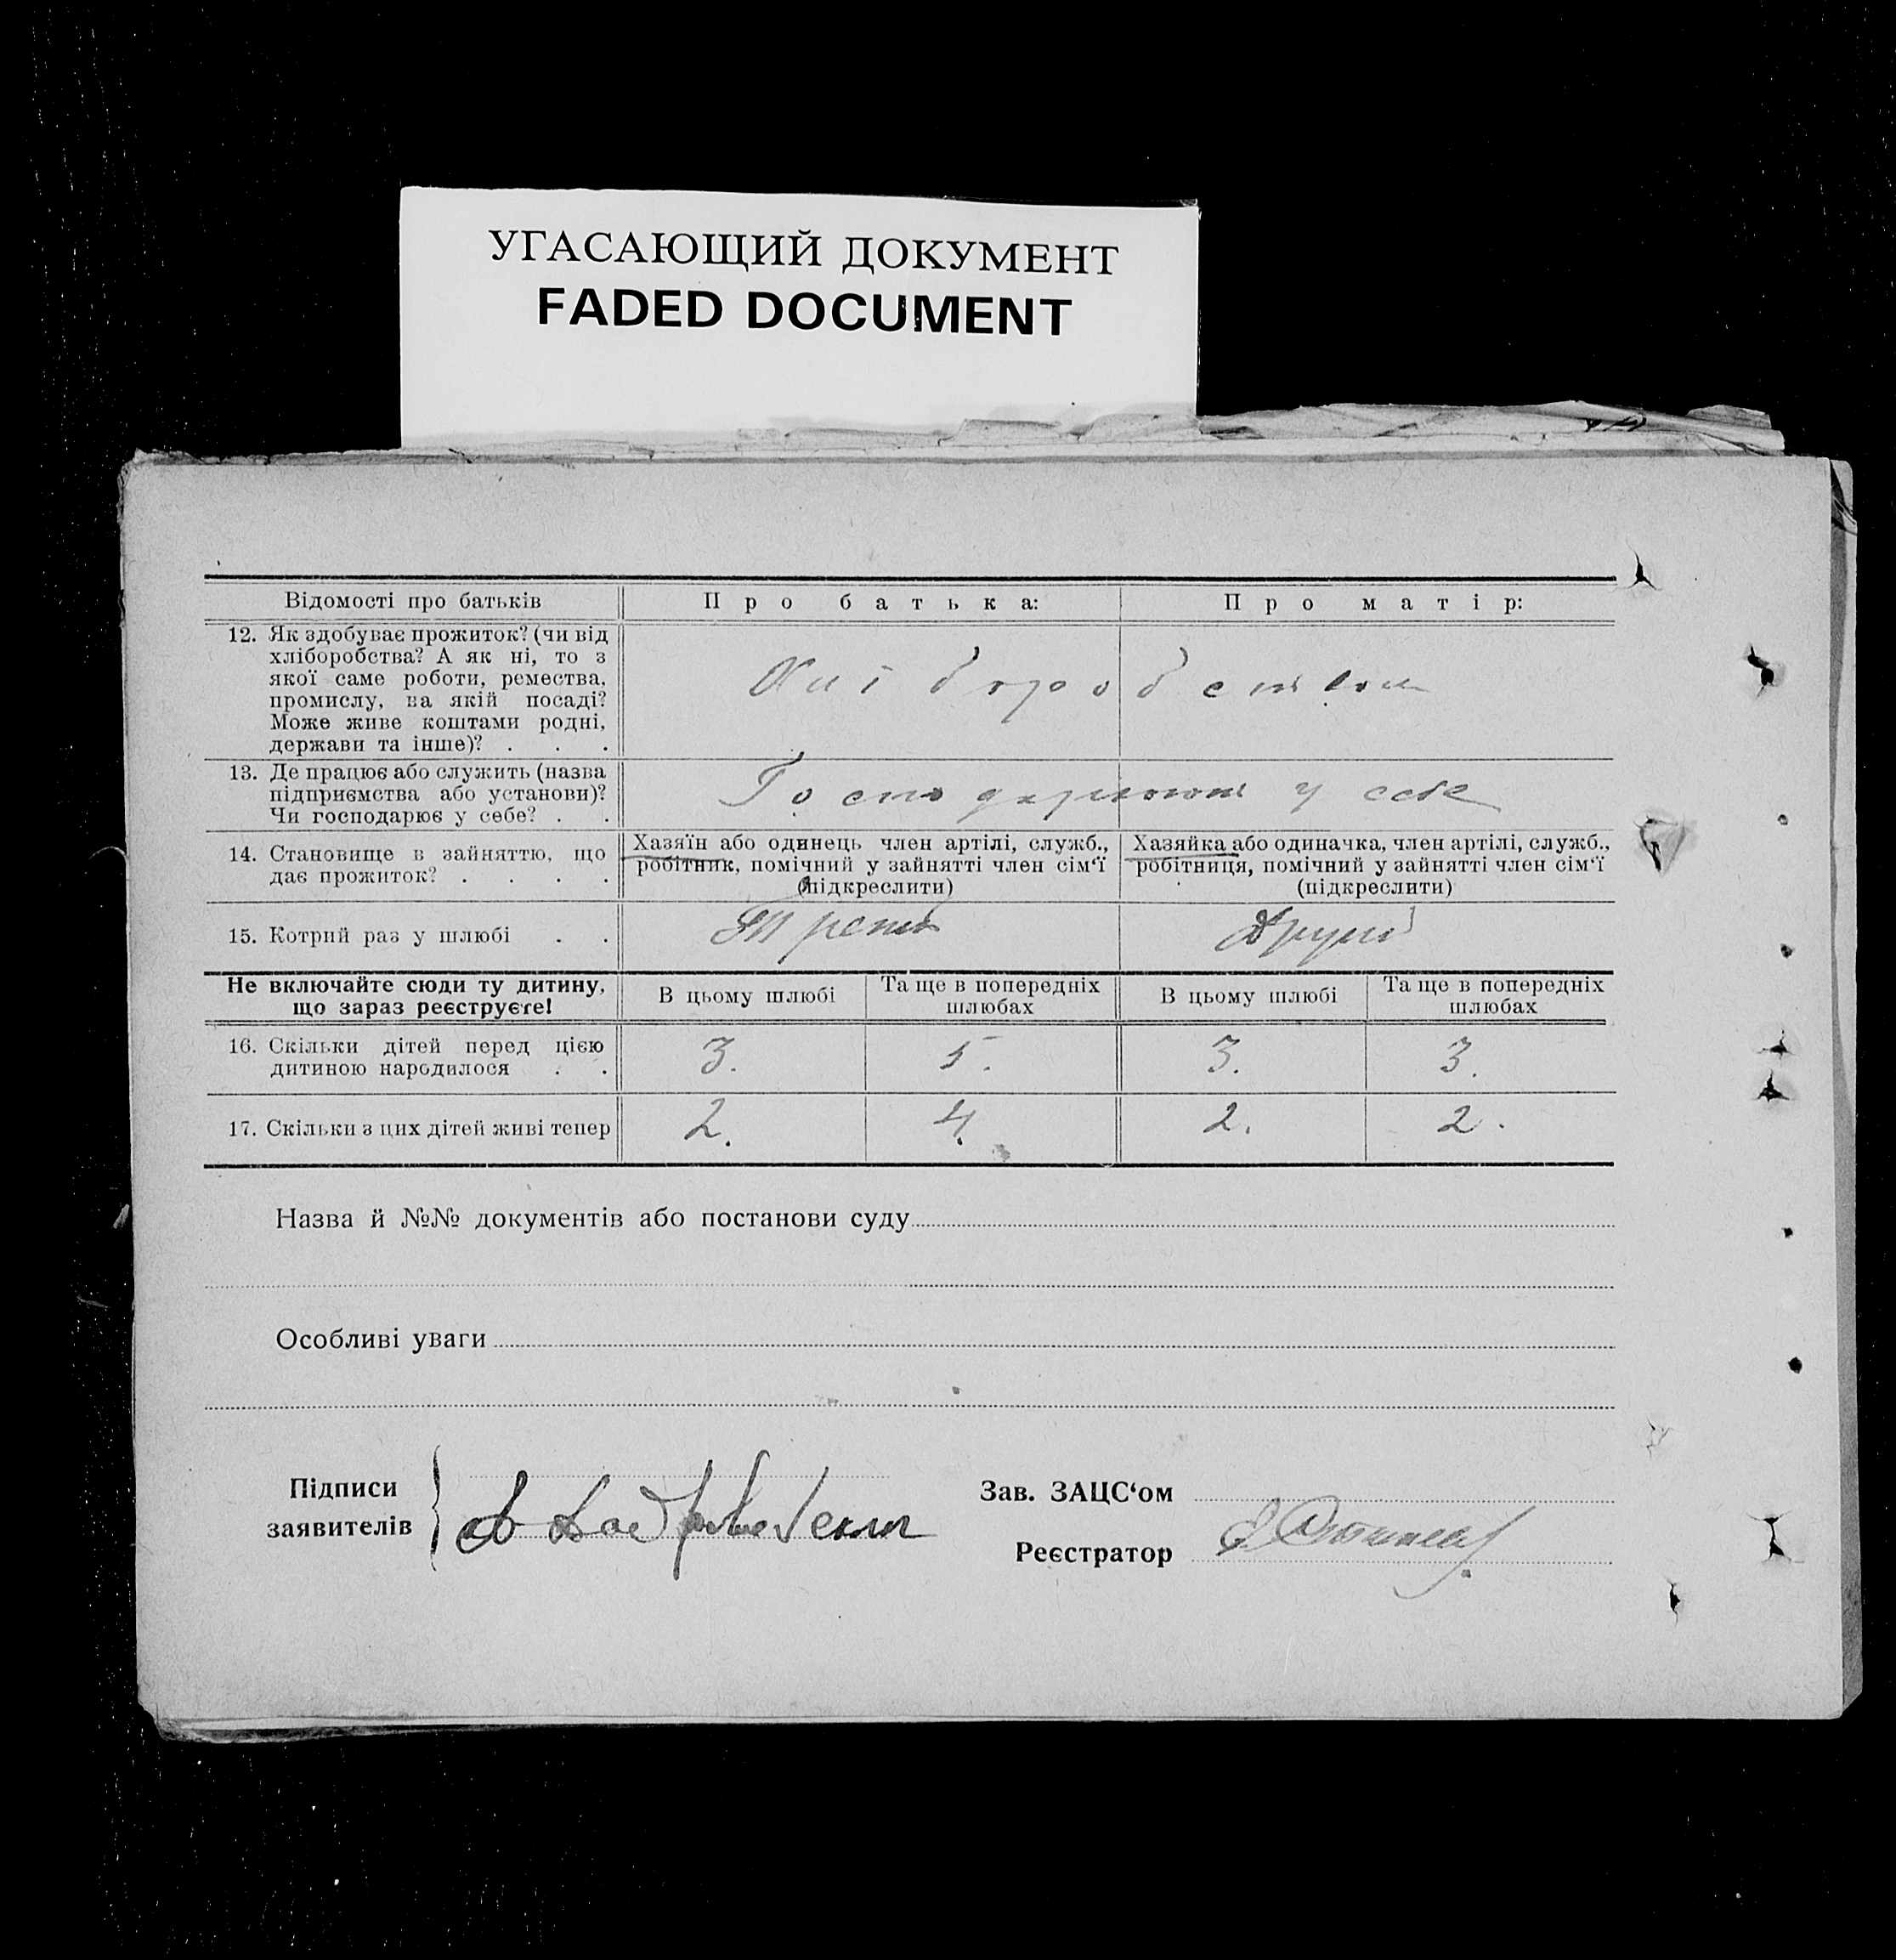 УГАСАЮЩИЙ ДОКУМЕНТ
FADED DOCUMENT
Відомості про батьків
Про батька:
Про матір:
12. Як здобуває прожиток? (чи від
хліборобства? А як ні, то з
якої саме роботи, ремества,
промислу, на якій посаді?
Може живе коштами родні,
держави та інше)? . . .
Хліборобством
13. Де працює або служить (назва
підприємства або установи)?
Чи господарює у себе? . .
Господарюють у себе
14. Становище в зайняттю, що
дає прожиток? . . . .
Хазяїн або одинець член артілі, служб.,
робітник, помічний у зайнятті член сім'ї
(підкреслити)
Хазяйка або одиначка, член артілі, служб.,
робітниця, помічний у зайнятті член сім'ї
(підкреслити)
15. Котрий раз у шлюбі . .
Третій
Другий
Не включайте сюди ту дитину,
що зараз реєструєте!
В цьому шлюбі
Та ще в попередніх
шлюбах
В цьому шлюбі
Та ще в попередніх
шлюбах
16. Скільки дітей перед цією
дитиною народилося . .
3. 5. 3. 3.
17. Скільки з цих дітей живі тепер
2. 4. 2. 2.
Назва й №№ документів або постанови суду
Особливі уваги
Підписи
заявителів
Зав. ЗАЦС'ом
Реєстратор